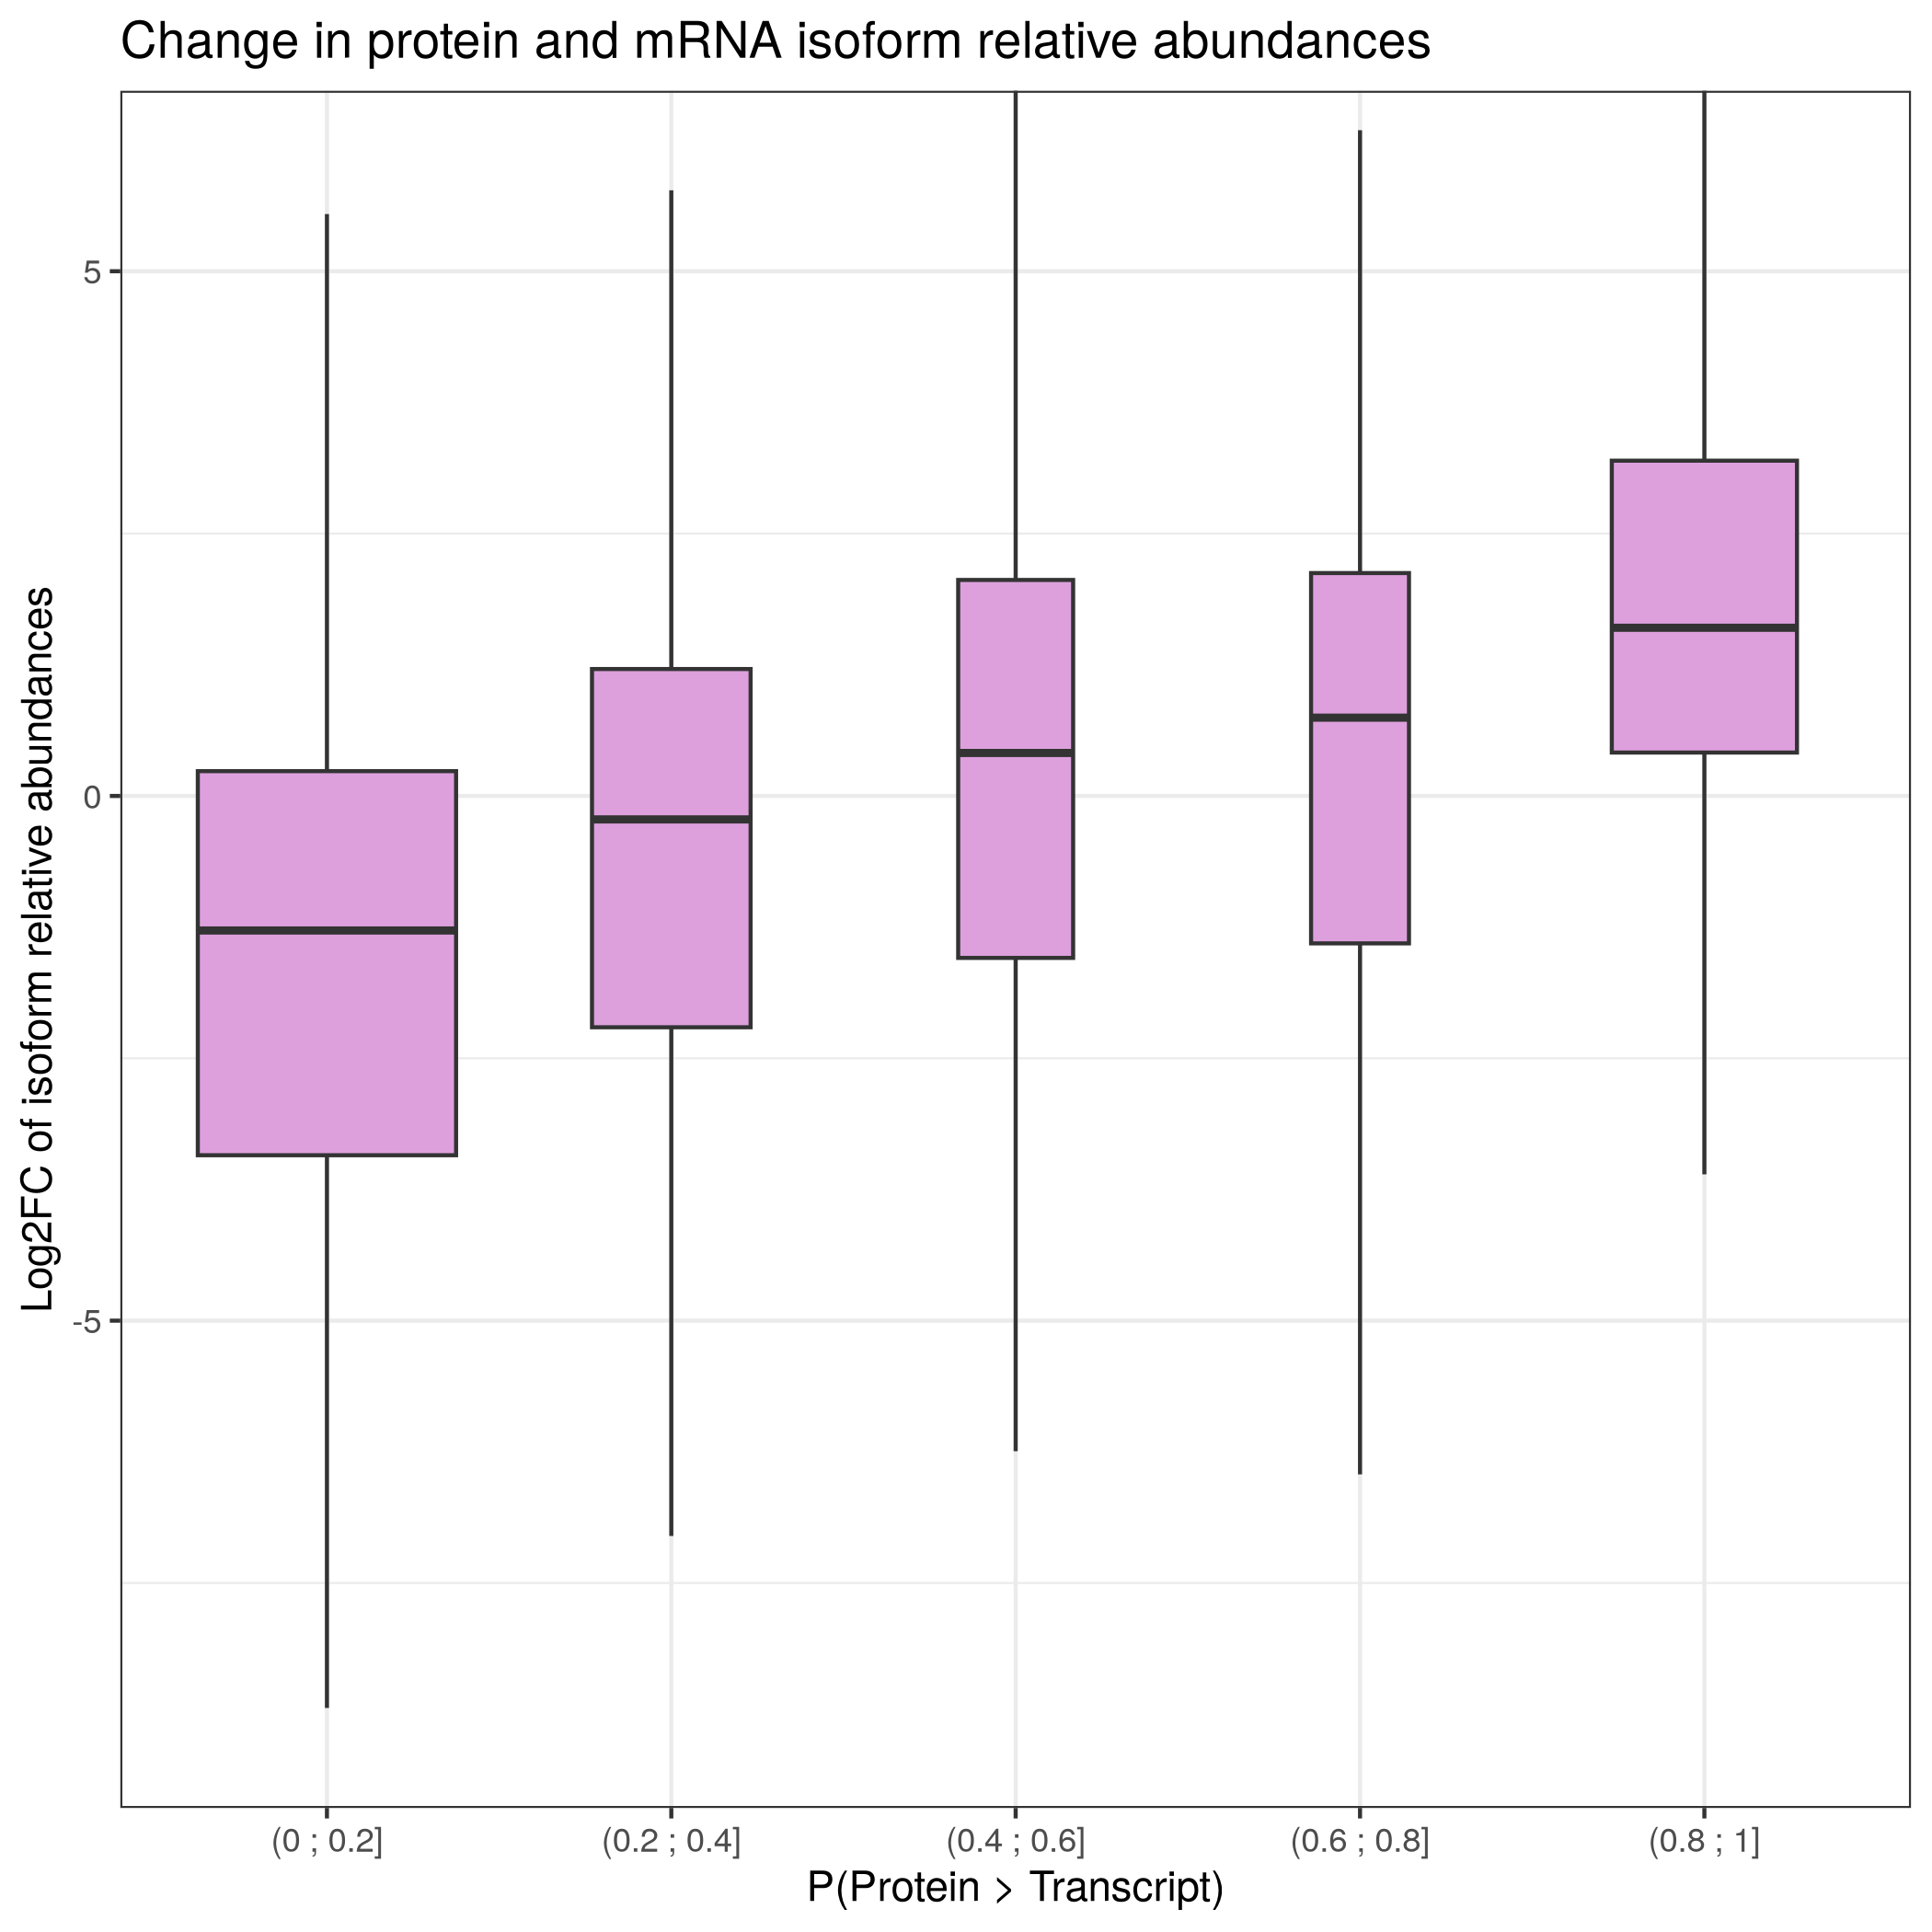 Change in protein and mRNA isoform relative abundances
Log2FC of isoform relative abundances
5
0
-5
(0 ; 0.2]
(0.2 ; 0.4]
(0.4 ; 0.6]
(0.6 ; 0.8]
(0.8 ; 1]
P(Protein > Transcript)